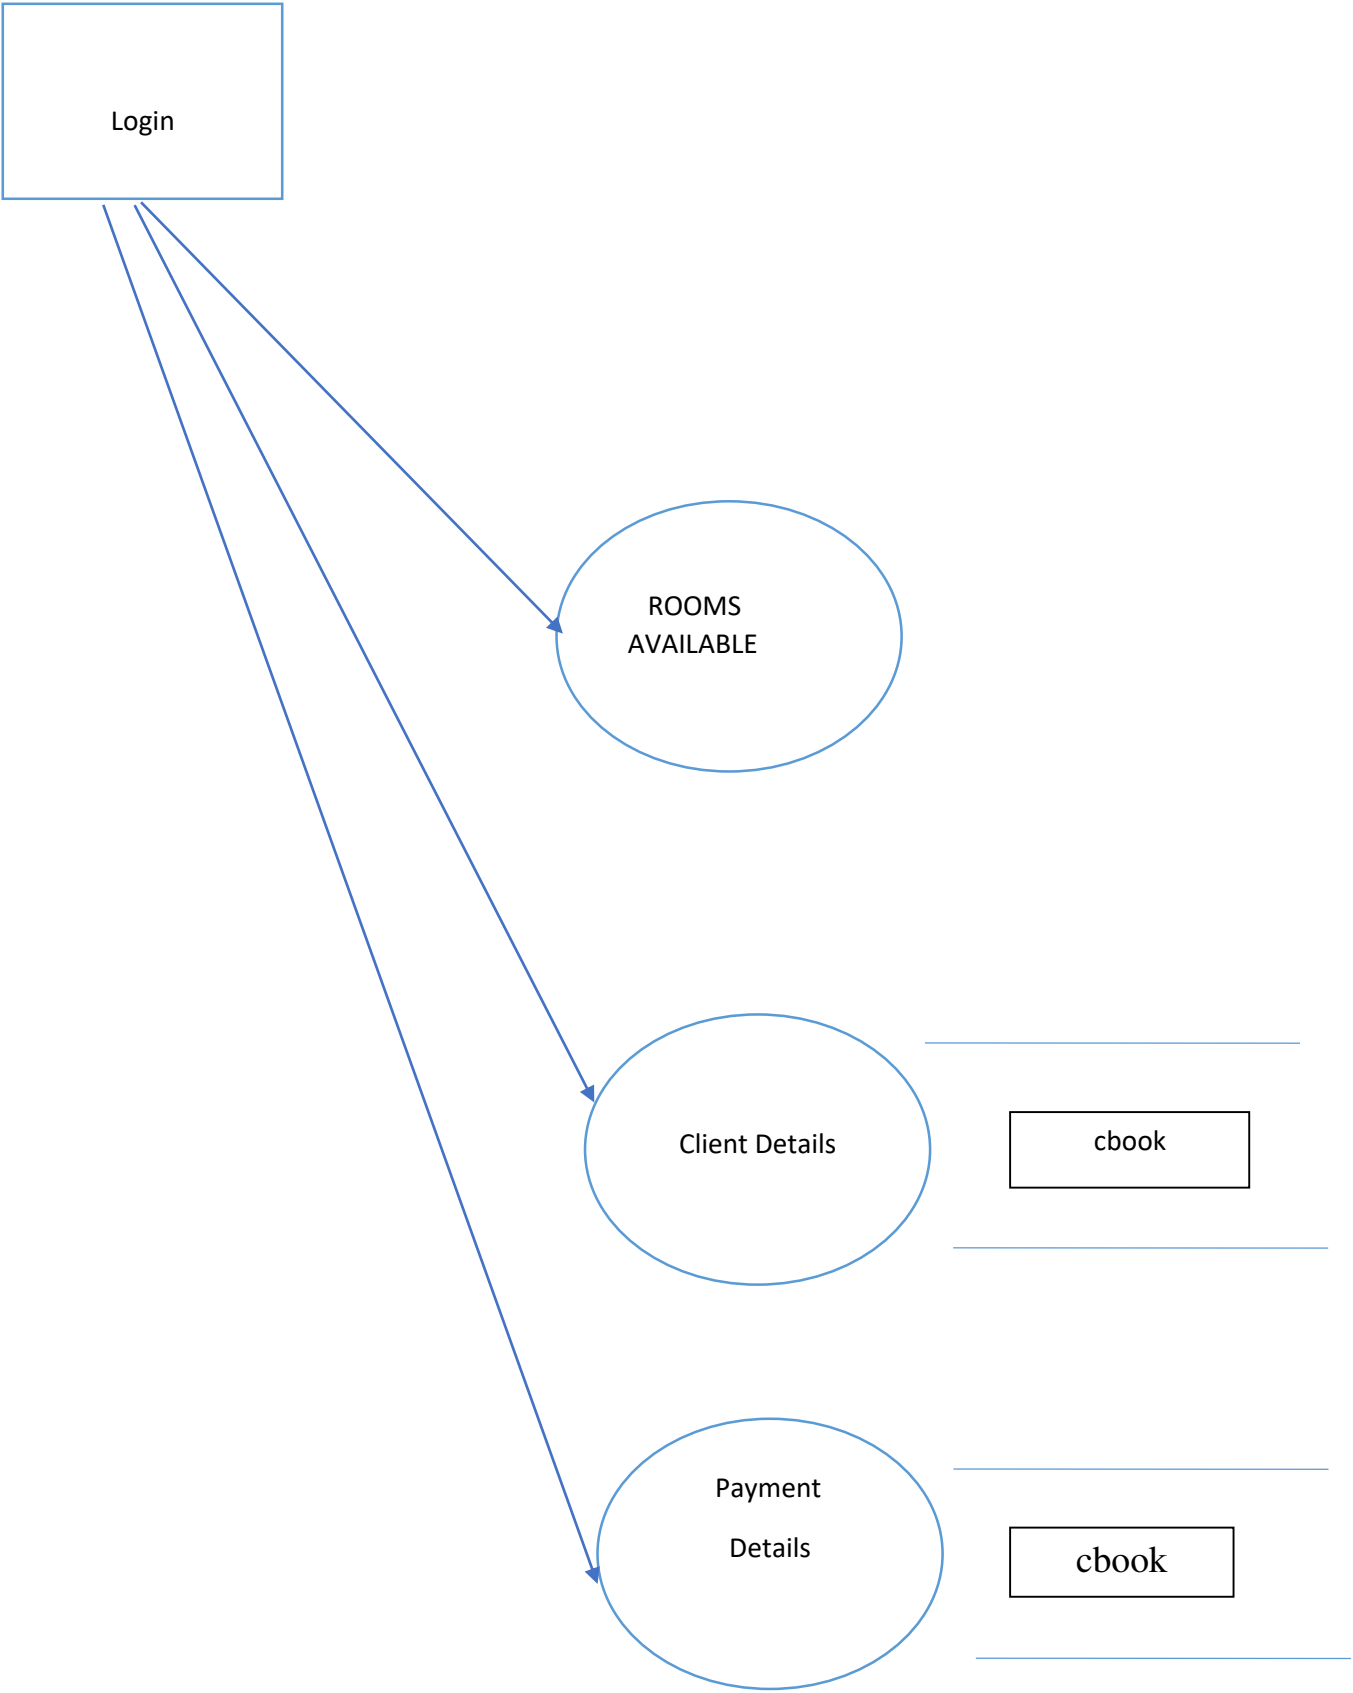 Login
ROOMS
AVAILABLE
Client Details
cbook
Payment
Details
cbook